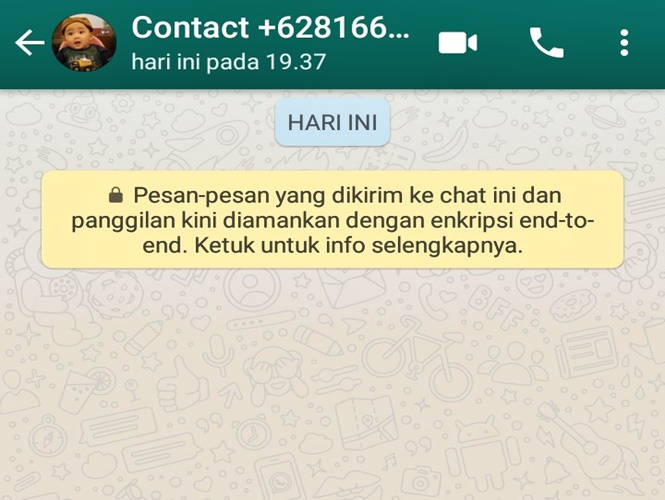 Contact +628166...
hari ini pada 19.37
HARI INI
Pesan-pesan yang dikirim ke chat ini dan
panggilan kini diamankan dengan enkripsi end-to-
end. Ketuk untuk info selengkapnya.
BFF